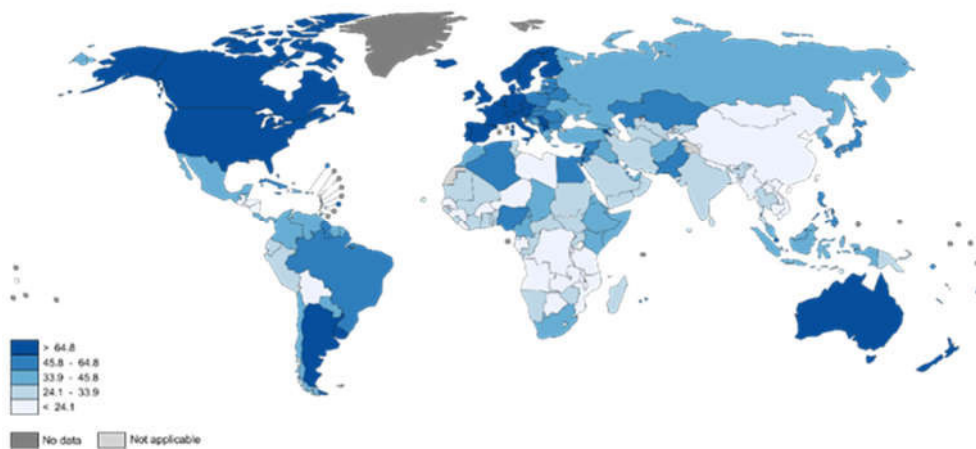 > 64.8
45.8 - 64.8
33.9 - 45.8
24.1 - 33.9
< 24.1
No data
Not applicable